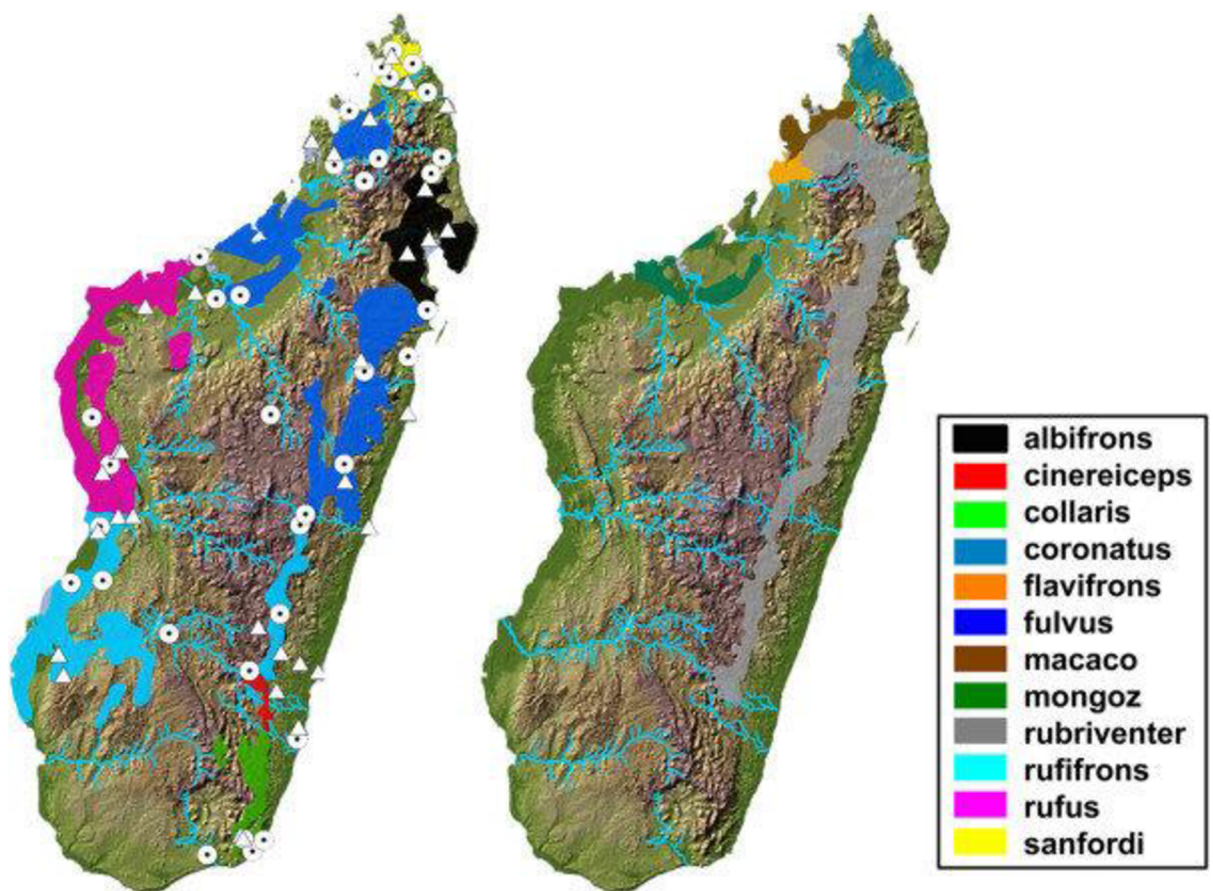 albifrons
cinereiceps
collaris
coronatus
flavifrons
fulvus
macaco
mongoz
rubriventer
rufifrons
rufus
sanfordi